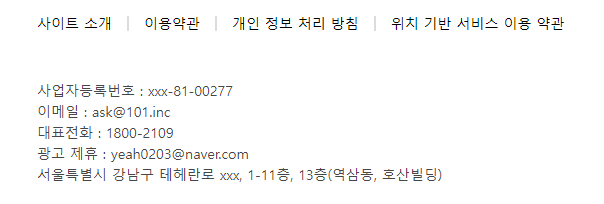 사이트 소개 | 이용약관 | 개인 정보 처리 방침 | 위치 기반 서비스 이용 약관
사업자등록번호 : xxx-81-00277
이메일 : ask@101.inc
대표전화 : 1800-2109
광고 제휴 : yeah0203@naver.com
서울특별시 강남구 테헤란로 xxx, 1-11층, 13층(역삼동, 호산빌딩)